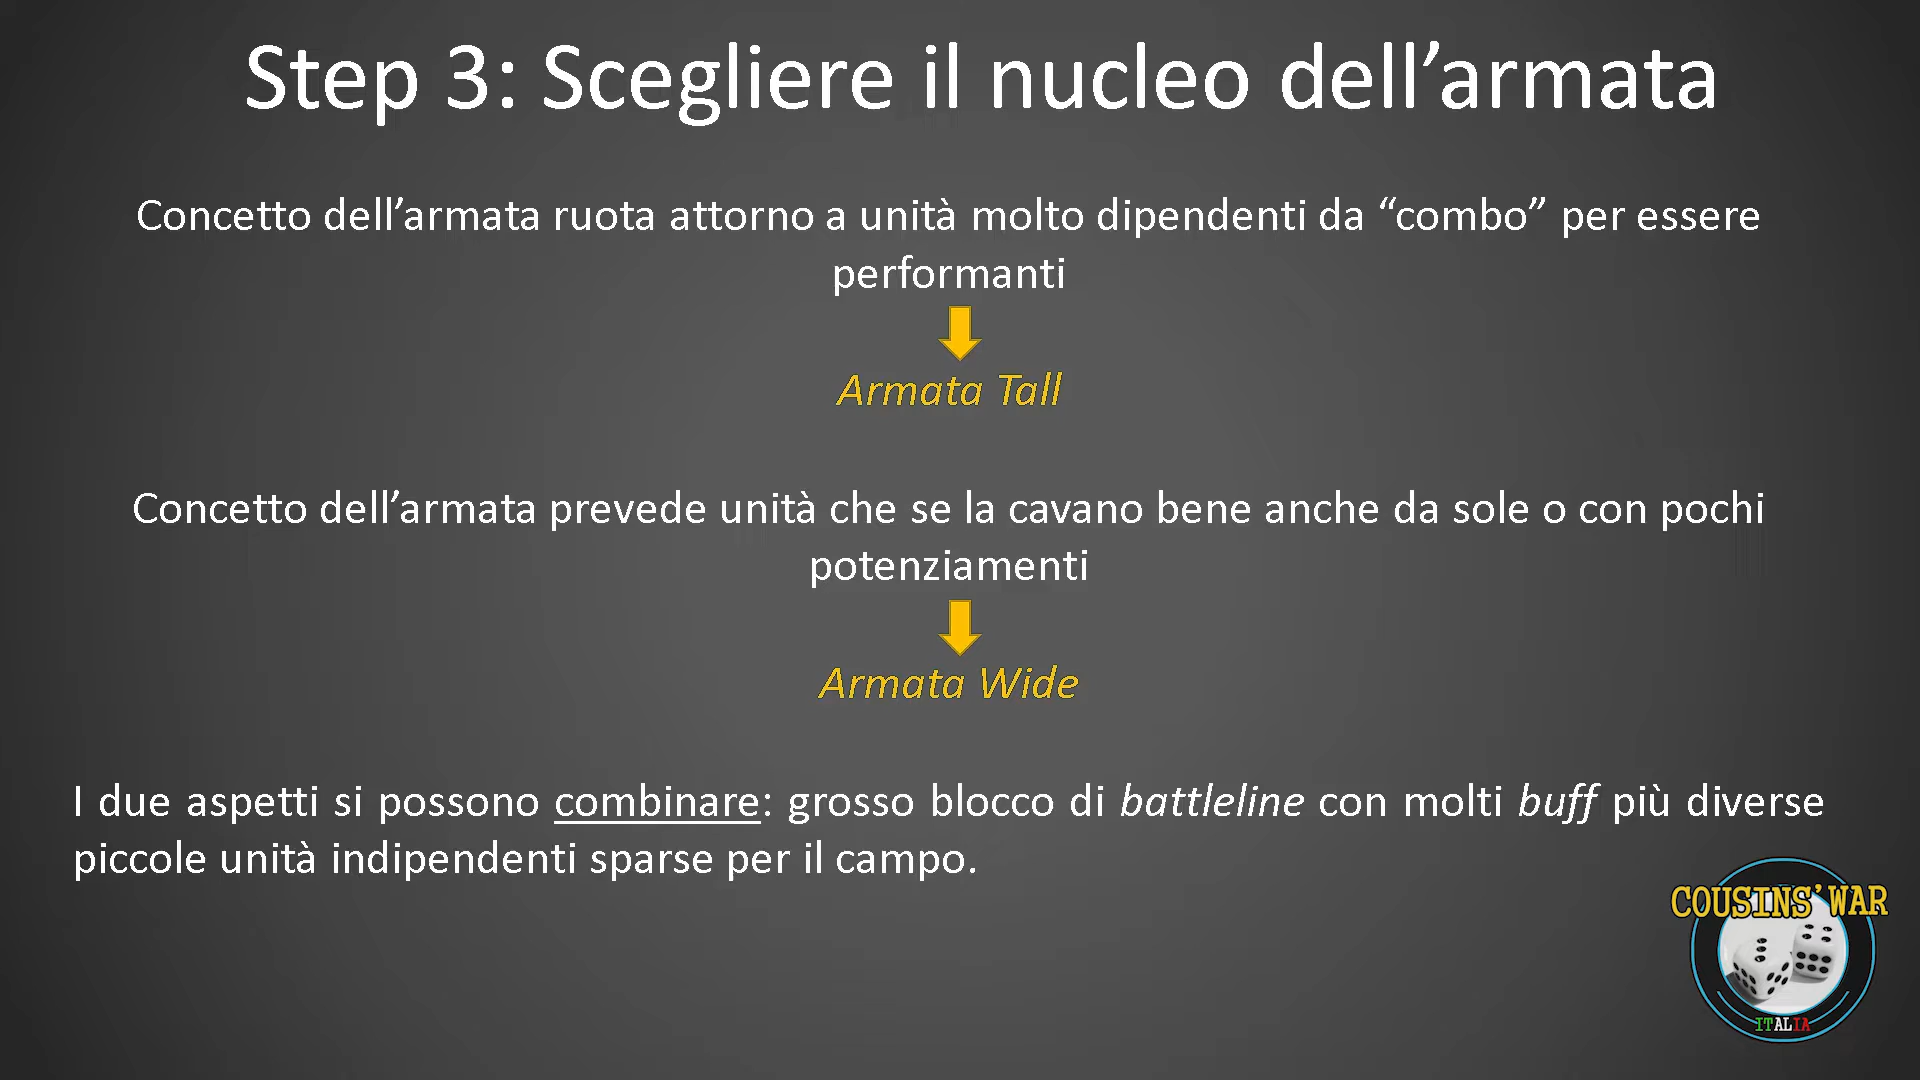 Step 3: Scegliere il nucleo dell’armata
Concetto dell’armata ruota attorno a unità molto dipendenti da “combo” per essere
performanti
Armata Tall
Concetto dell’armata prevede unità che se la cavano bene anche da sole o con pochi
potenziamenti
Armata Wide
I due aspetti si possono combinare: grosso blocco di battleline con molti buff più diverse
piccole unità indipendenti sparse per il campo.
COUSINS’ WAR
ITALIA